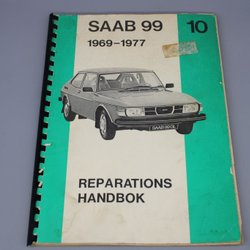 SAAB 99 10
1969-1977
REPARATIONS
HANDBOK